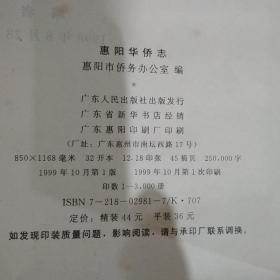 惠阳华侨志
惠阳市侨务办公室 编
*
广东人民出版社出版发行
广东省新华书店经销
广东惠阳印刷厂印刷
(厂址:广东惠州市南坛西路17号)
850×1168毫米 32开本 12.18印张 45插页 250,000字
1999年10月第1版 1999年10月第1次印刷
印数1-3,000册
ISBN 7-218-02981-7/K·707
定价:精装44元 平装36元
如发现印装质量问题,影响阅读,请与承印厂联系调换。